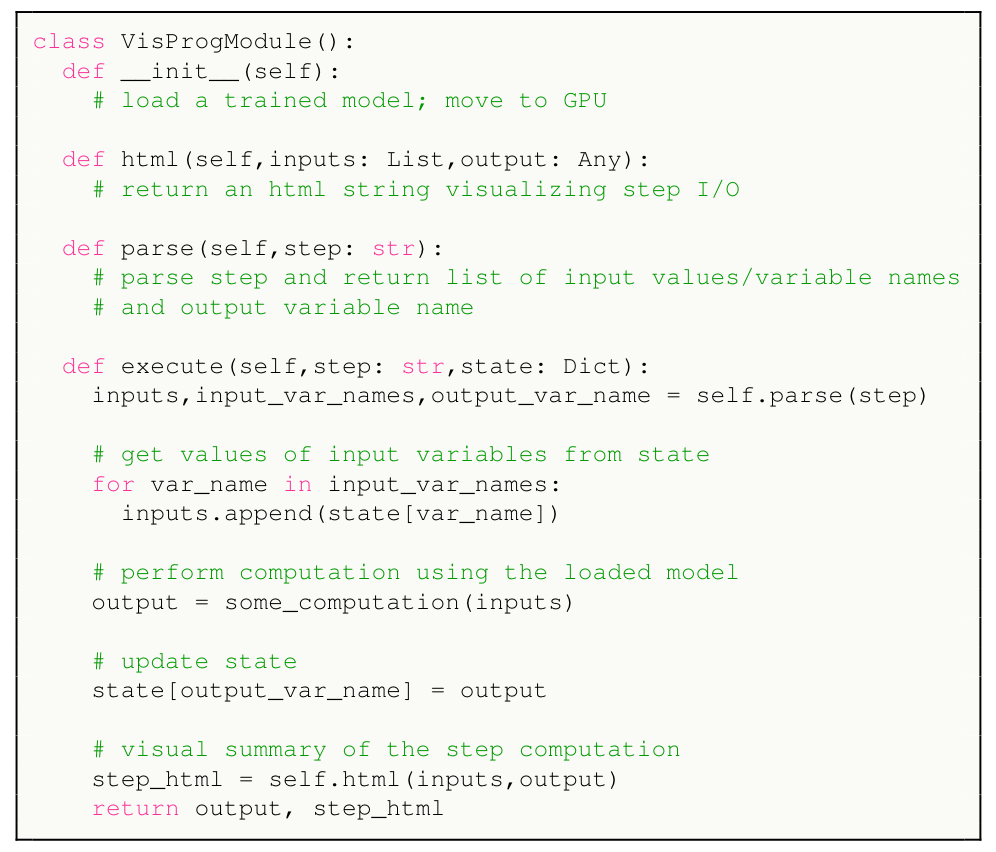 class VisProgModule():
  def __init__(self):
    # load a trained model; move to GPU

  def html(self,inputs: List,output: Any):
    # return an html string visualizing step I/O

  def parse(self,step: str):
    # parse step and return list of input values/variable names
    # and output variable name

  def execute(self,step: str,state: Dict):
    inputs,input_var_names,output_var_name = self.parse(step)

    # get values of input variables from state
    for var_name in input_var_names:
      inputs.append(state[var_name])

    # perform computation using the loaded model
    output = some_computation(inputs)

    # update state
    state[output_var_name] = output

    # visual summary of the step computation
    step_html = self.html(inputs,output)
    return output, step_html